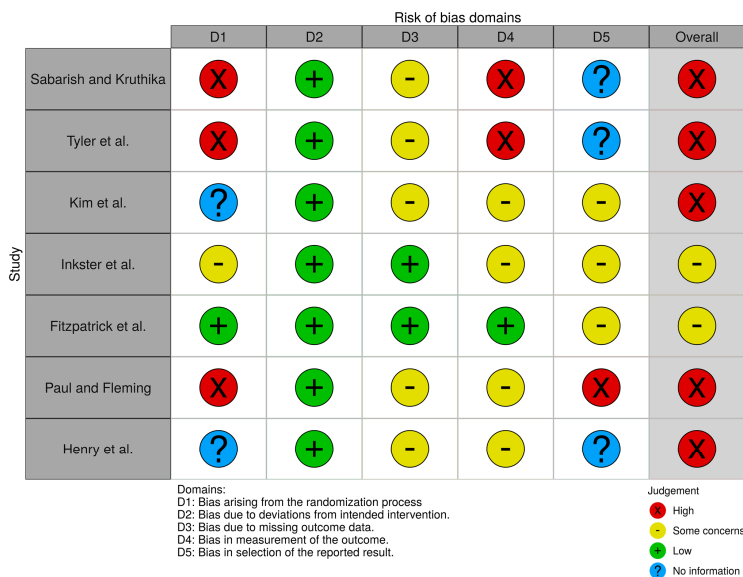 Risk of bias domains
D1 D2 D3 D4 D5 Overall
Sabarish and Kruthika X + - X ? X
Tyler et al. X + - X ? X
Kim et al. ? + - - - X
Study
Inkster et al. - + + - - -
Fitzpatrick et al. + + + + - -
Paul and Fleming X + - - X X
Henry et al. ? + - - ? X
Domains:
D1: Bias arising from the randomization process
D2: Bias due to deviations from intended intervention.
D3: Bias due to missing outcome data.
D4: Bias in measurement of the outcome.
D5: Bias in selection of the reported result.
Judgement
X High
- Some concerns
+ Low
? No information